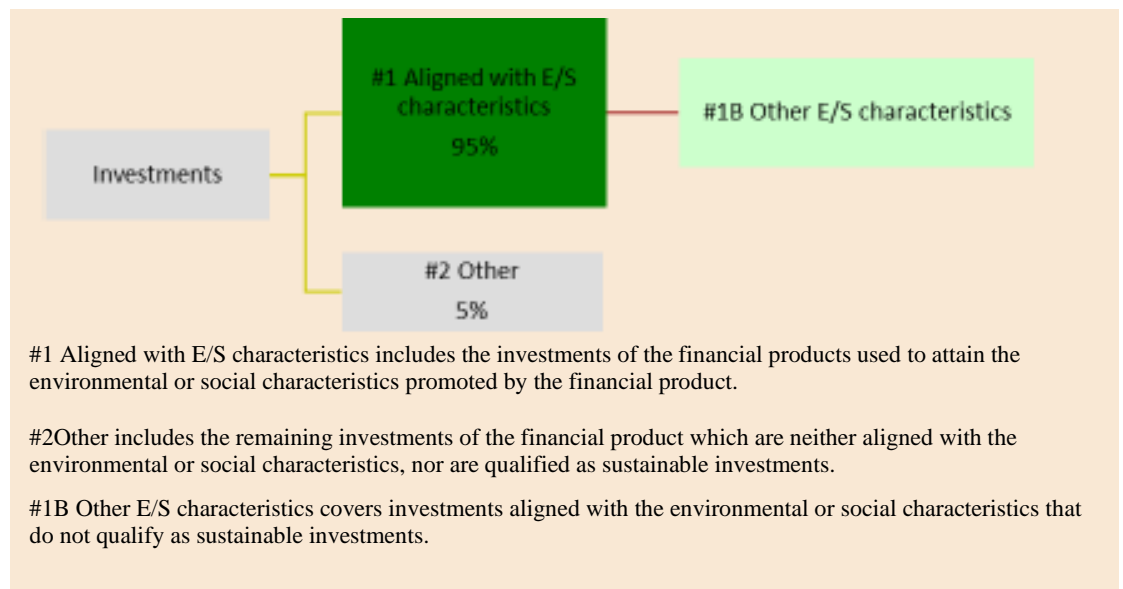 #1 Aligned with E/S
characteristics
95%
#1B Other E/S characteristics
Investments
#2 Other
5%
#1 Aligned with E/S characteristics includes the investments of the financial products used to attain the
environmental or social characteristics promoted by the financial product.
#2Other includes the remaining investments of the financial product which are neither aligned with the
environmental or social characteristics, nor are qualified as sustainable investments.
#1B Other E/S characteristics covers investments aligned with the environmental or social characteristics that
do not qualify as sustainable investments.